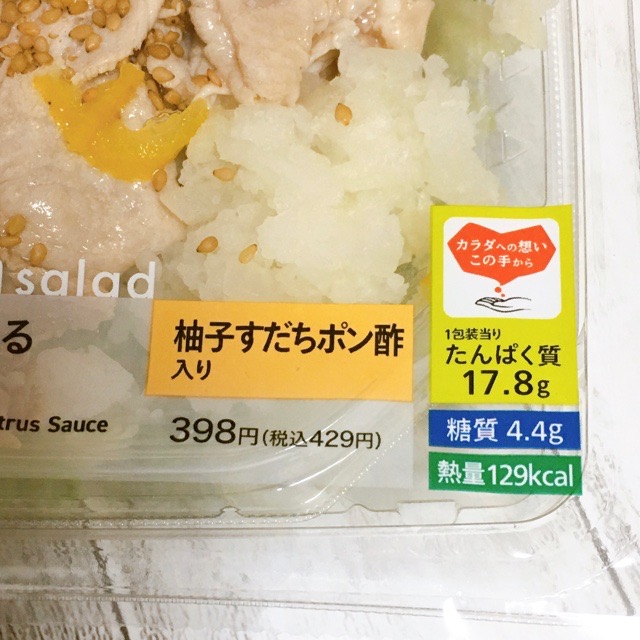 salad
る
柚子すだちポン酢
入り
trus Sauce
398円(税込429円)
カラダへの想い
この手から
1包装当り
たんぱく質
17.8g
糖質 4.4g
熱量129kcal